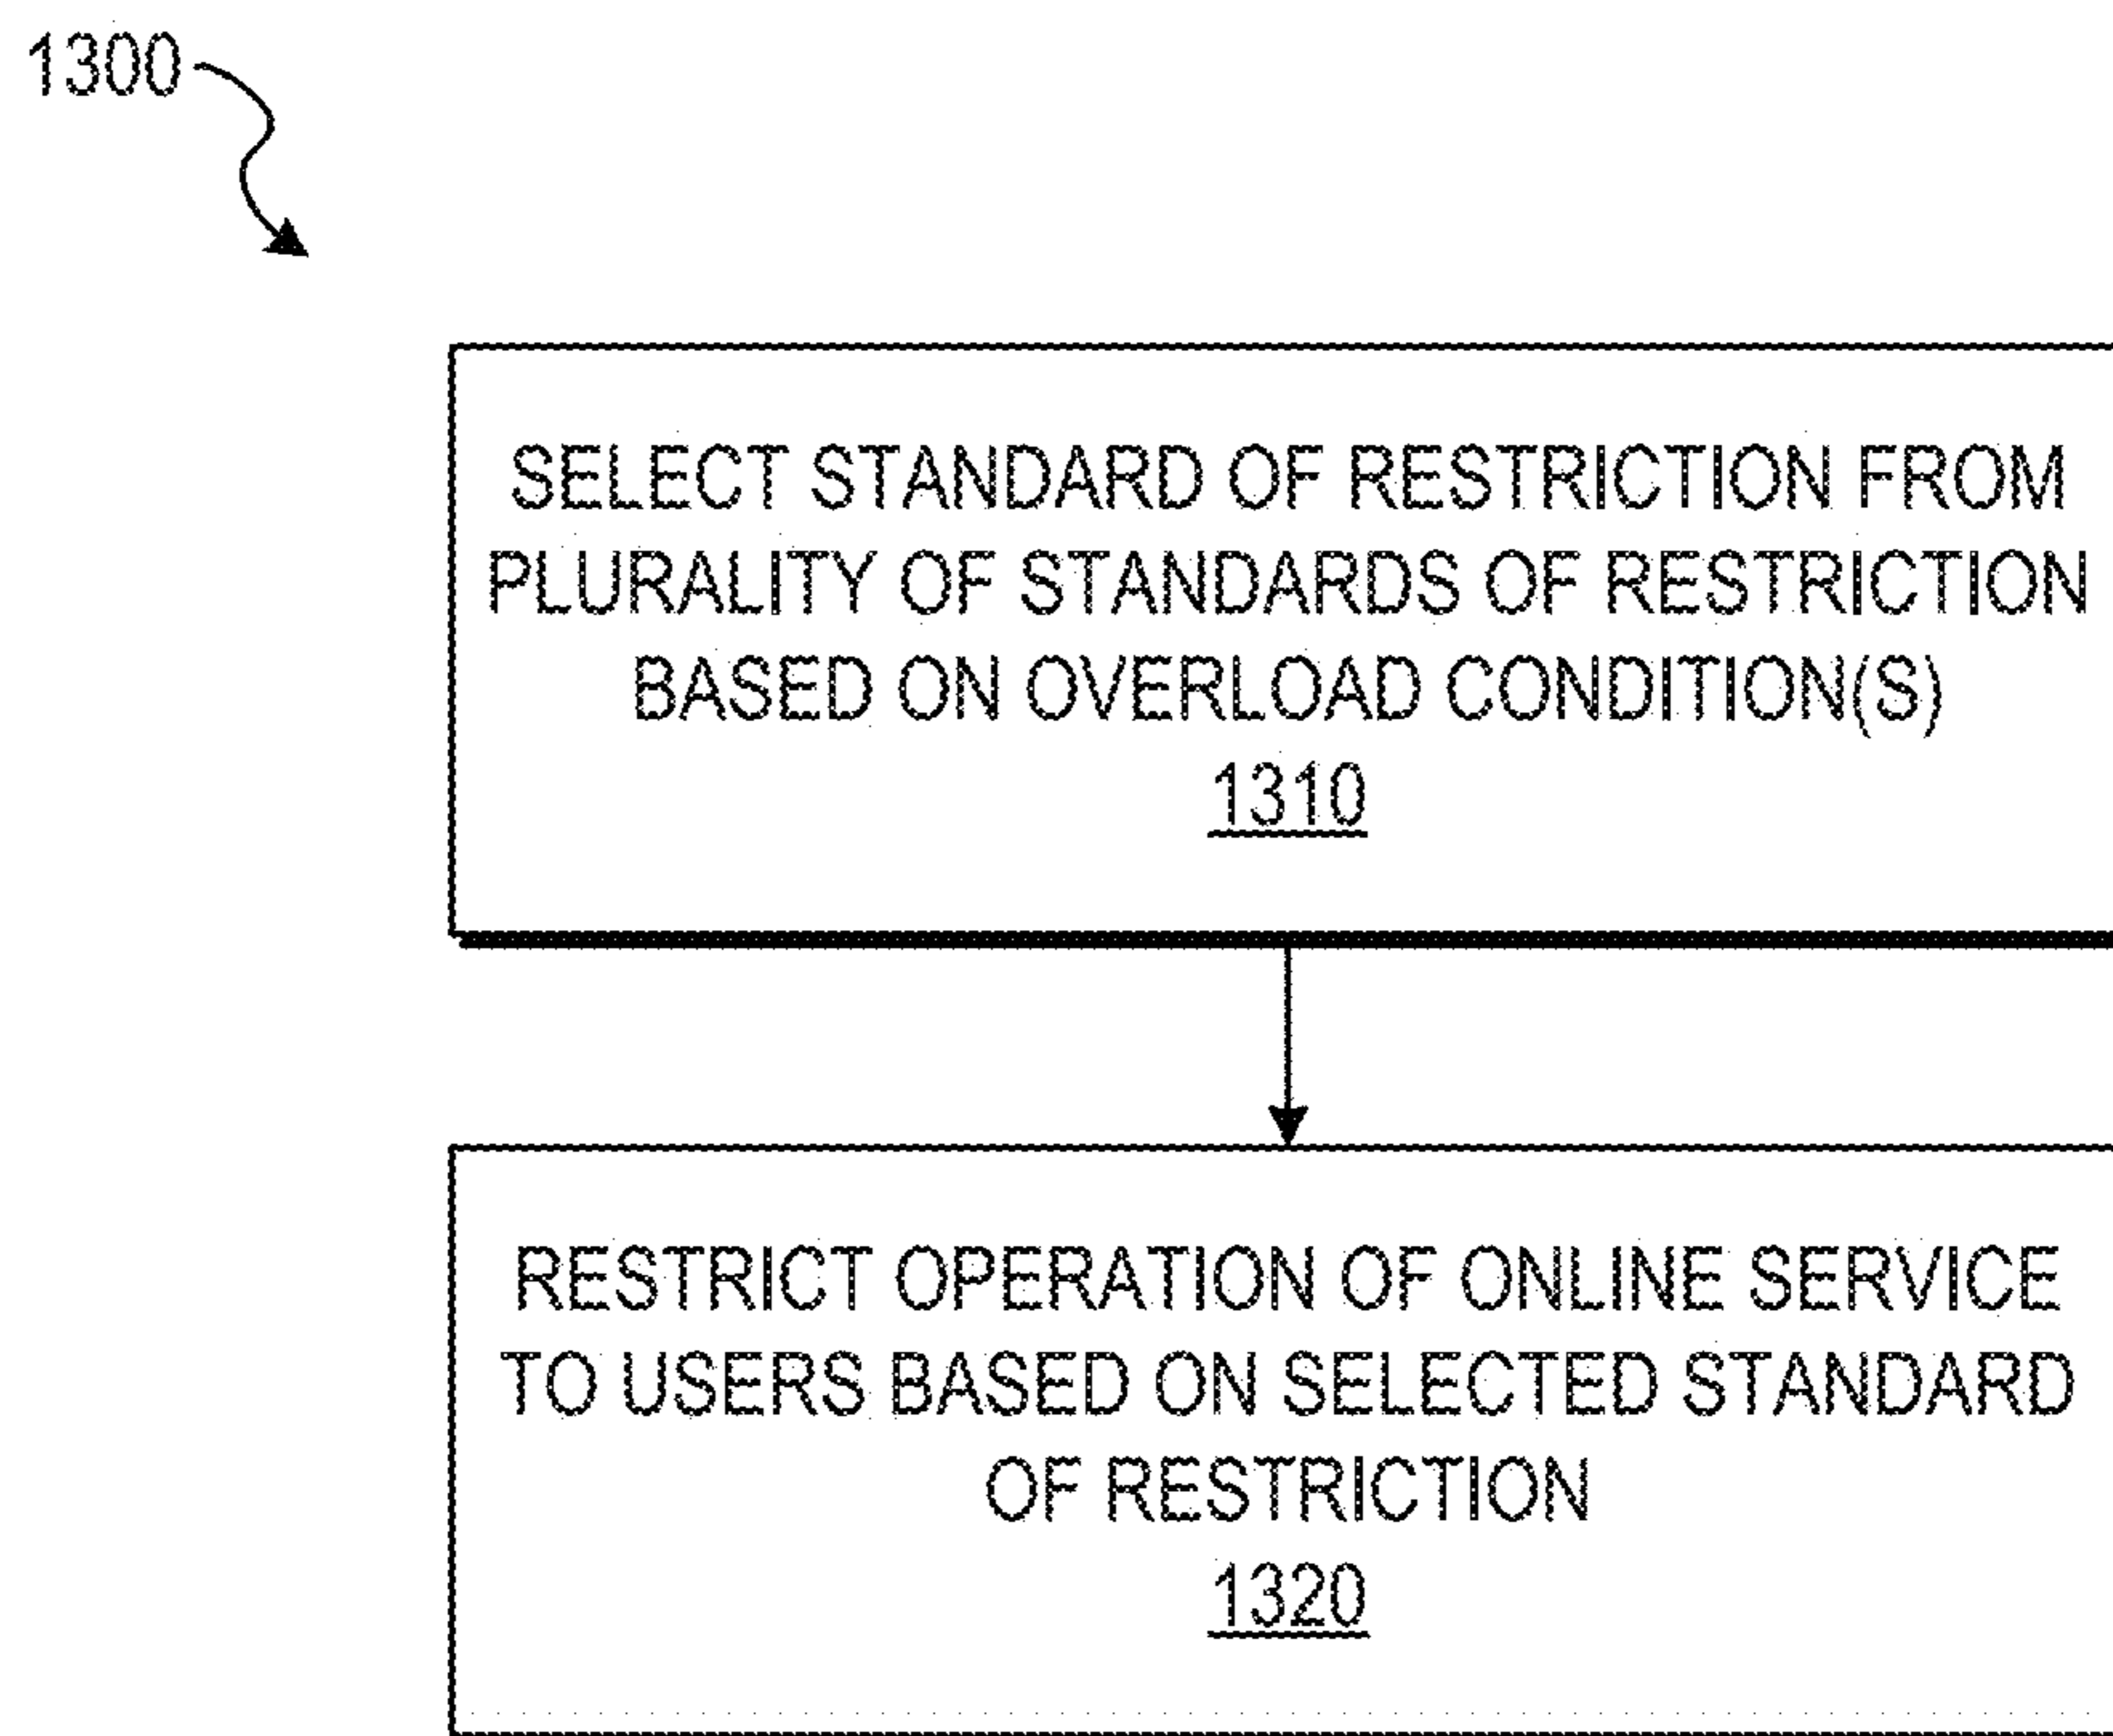 1300
SELECT STANDARD OF RESTRICTION FROM
PLURALITY OF STANDARDS OF RESTRICTION
BASED ON OVERLOAD CONDITION(S)
1310
RESTRICT OPERATION OF ONLINE SERVICE
TO USERS BASED ON SELECTED STANDARD
OF RESTRICTION
1320